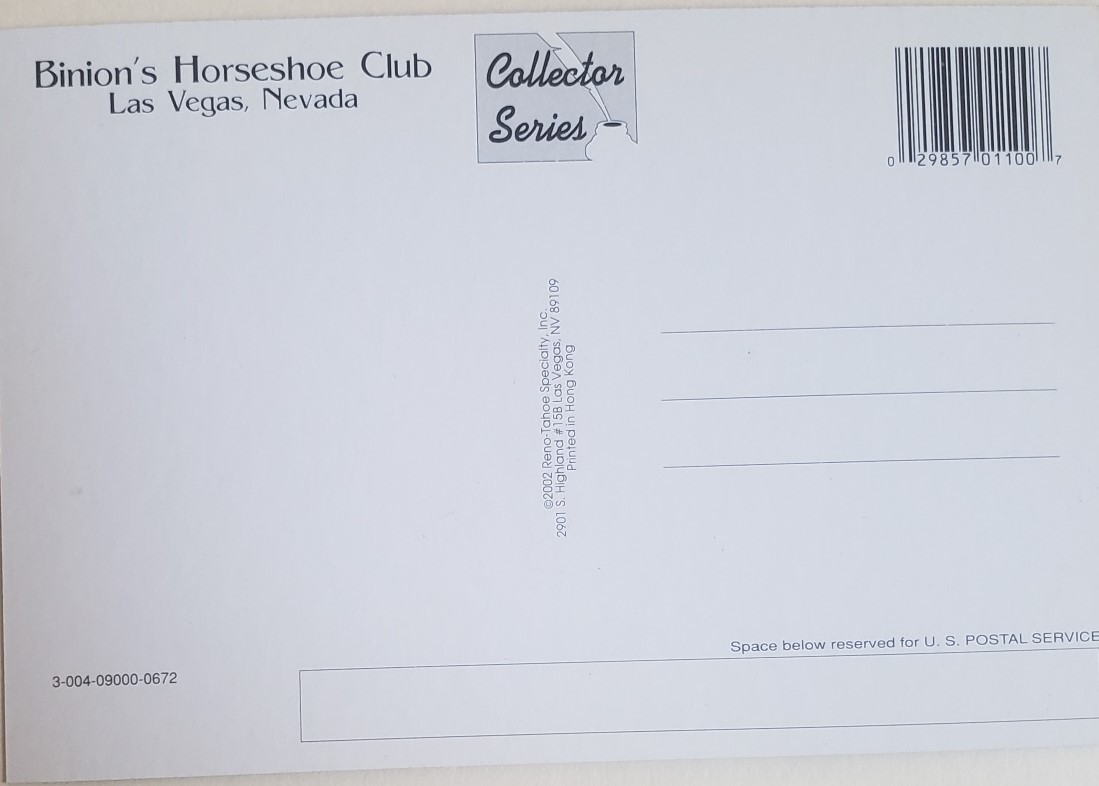 Binion's Horseshoe Club
Las Vegas, Nevada
Collector
Series
0 29857 01100 7
©2002 Reno-Tahoe Specialty, Inc.
2901 S. Highland #15B Las Vegas, NV 89109
Printed in Hong Kong
Space below reserved for U. S. POSTAL SERVICE
3-004-09000-0672